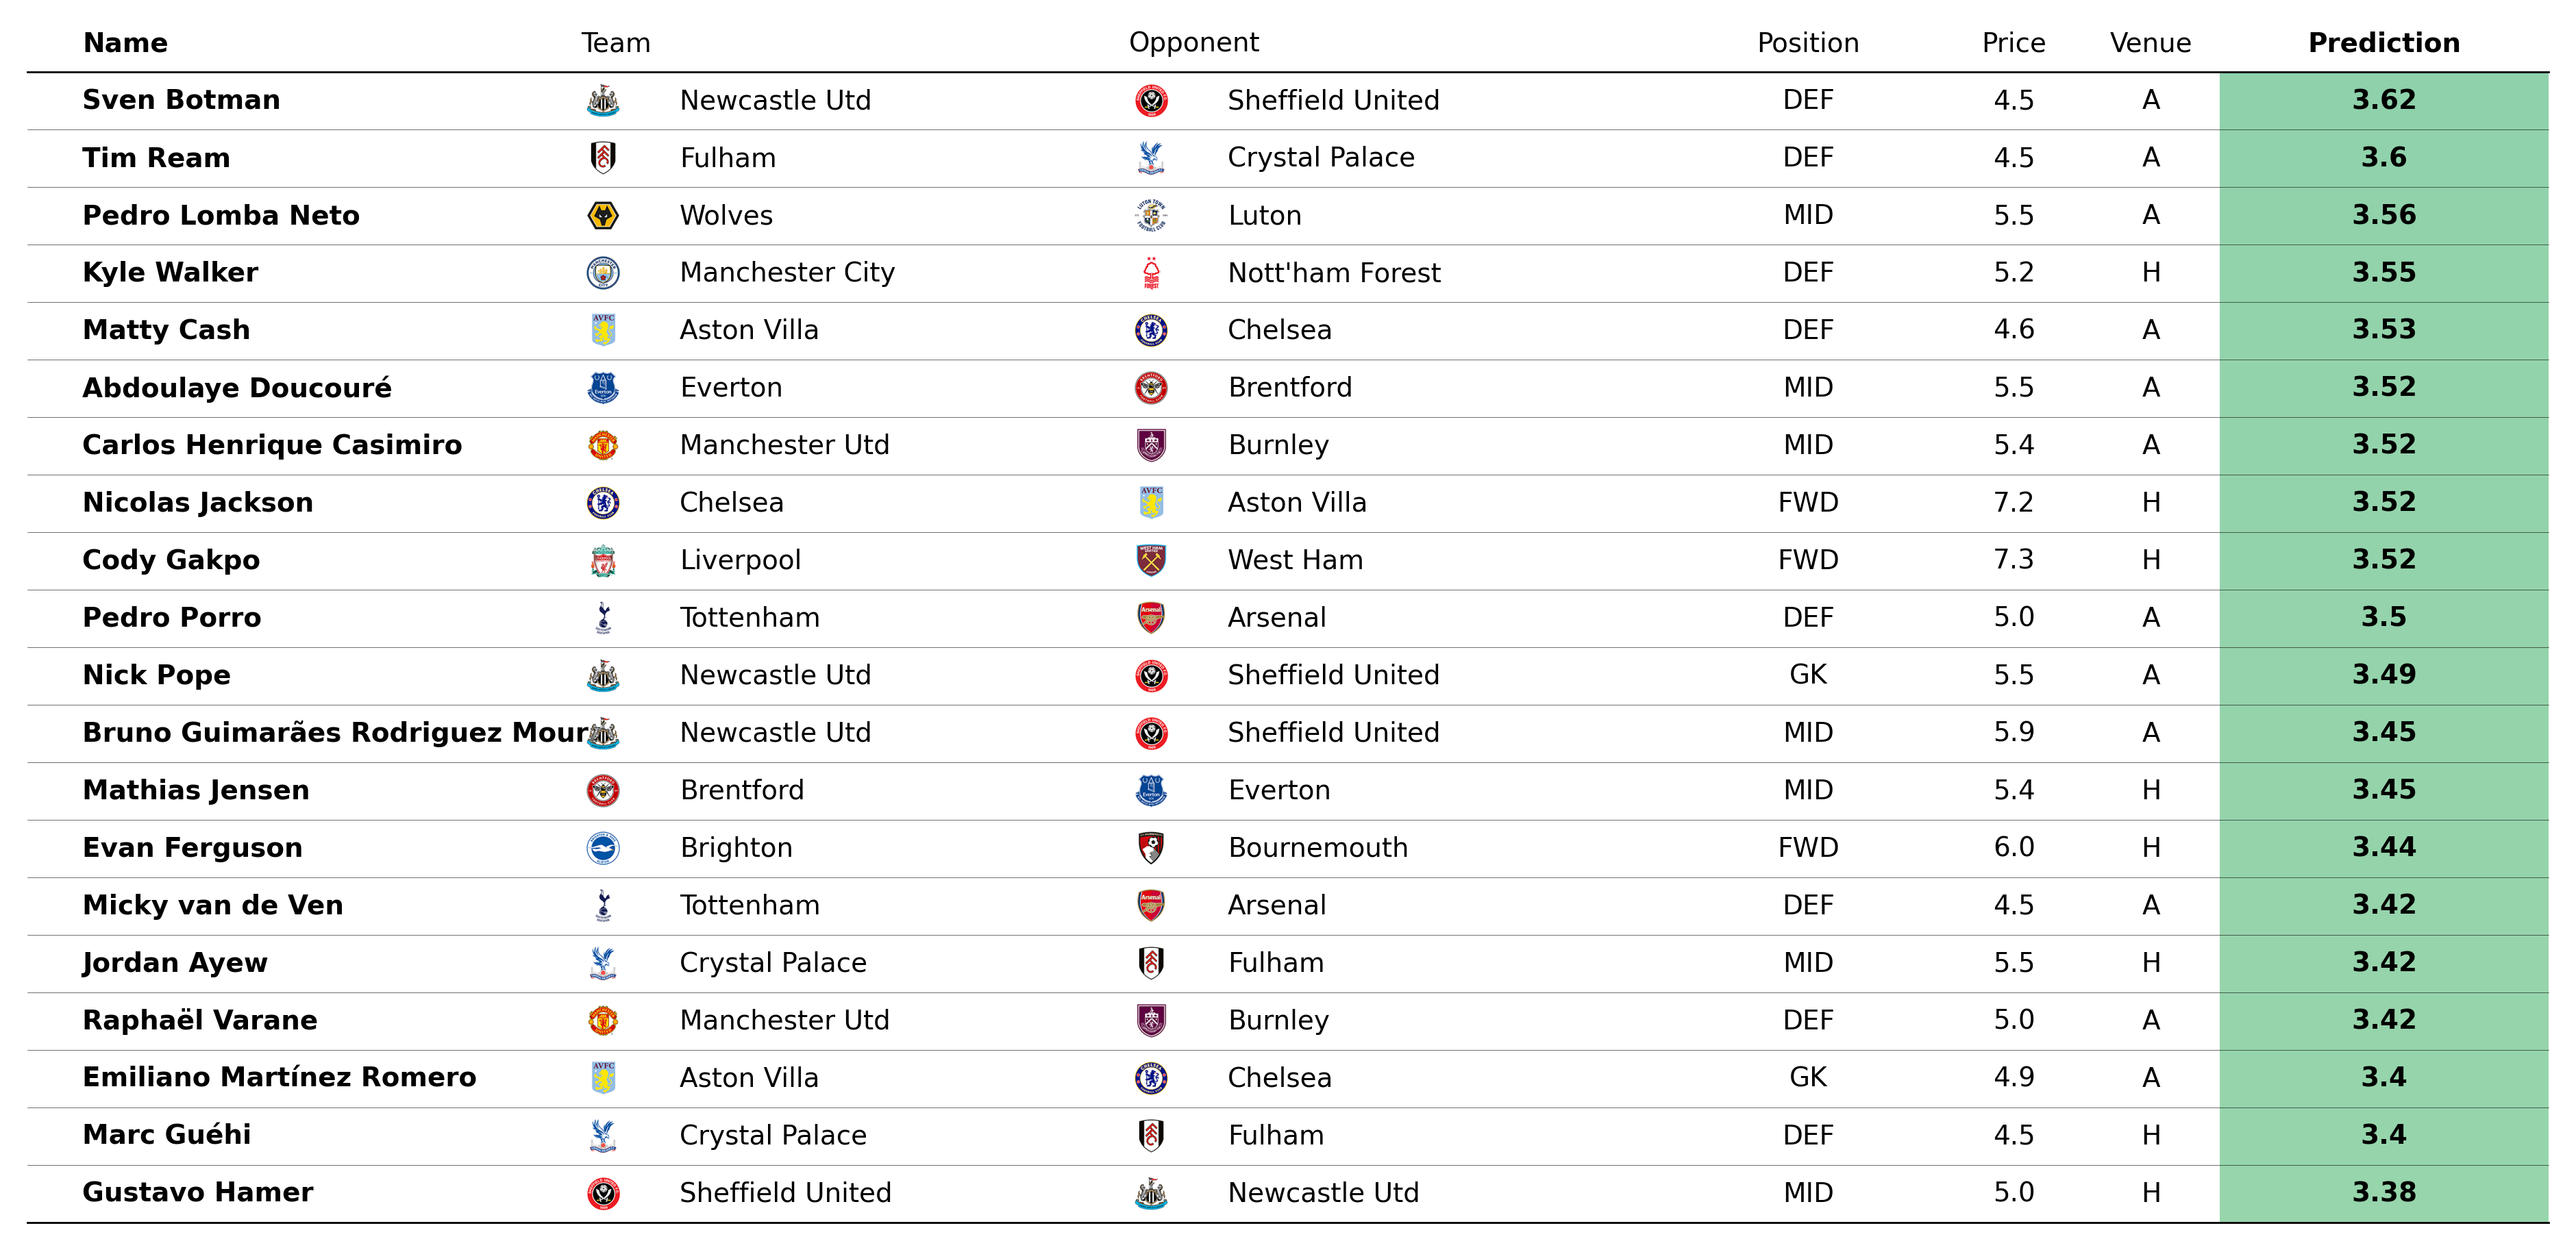 Name Team Opponent Position Price Venue Prediction
Sven Botman Newcastle Utd Sheffield United DEF 4.5 A 3.62
Tim Ream Fulham Crystal Palace DEF 4.5 A 3.6
Pedro Lomba Neto Wolves Luton MID 5.5 A 3.56
Kyle Walker Manchester City Nott'ham Forest DEF 5.2 H 3.55
Matty Cash Aston Villa Chelsea DEF 4.6 A 3.53
Abdoulaye Doucouré Everton Brentford MID 5.5 A 3.52
Carlos Henrique Casimiro Manchester Utd Burnley MID 5.4 A 3.52
Nicolas Jackson Chelsea Aston Villa FWD 7.2 H 3.52
Cody Gakpo Liverpool West Ham FWD 7.3 H 3.52
Pedro Porro Tottenham Arsenal DEF 5.0 A 3.5
Nick Pope Newcastle Utd Sheffield United GK 5.5 A 3.49
Bruno Guimarães Rodriguez Mour Newcastle Utd Sheffield United MID 5.9 A 3.45
Mathias Jensen Brentford Everton MID 5.4 H 3.45
Evan Ferguson Brighton Bournemouth FWD 6.0 H 3.44
Micky van de Ven Tottenham Arsenal DEF 4.5 A 3.42
Jordan Ayew Crystal Palace Fulham MID 5.5 H 3.42
Raphaël Varane Manchester Utd Burnley DEF 5.0 A 3.42
Emiliano Martínez Romero Aston Villa Chelsea GK 4.9 A 3.4
Marc Guéhi Crystal Palace Fulham DEF 4.5 H 3.4
Gustavo Hamer Sheffield United Newcastle Utd MID 5.0 H 3.38